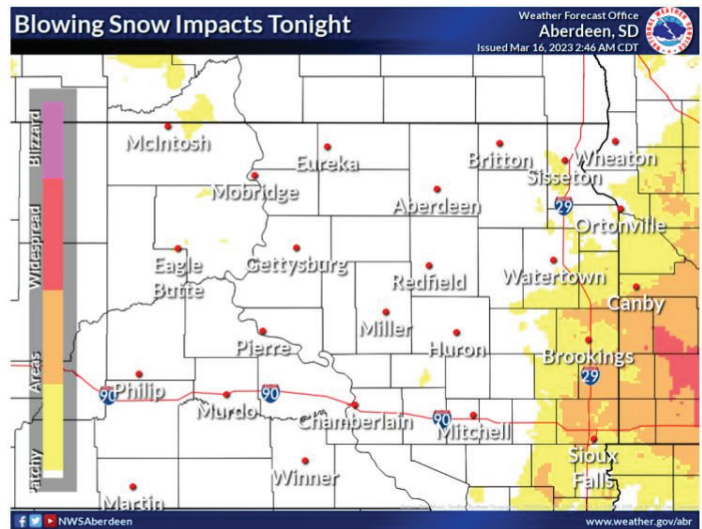 Blowing Snow Impacts Tonight
Weather Forecast Office
Aberdeen, SD
Issued Mar 16, 2023 2:46 AM CDT
Blizzard
Widespread
Areas
atchy
McIntosh
Eureka
Britton
Wheaton
Sisseton
Mobridge
Aberdeen
29
Ortonville
Eagle
Butte
Gettysburg
Redfield
Watertown
Canby
Miller
Pierre
Huron
Brookings
29
90
Philip
90
Murdo
Chamberlain
90
Mitchell
Sioux
Falls
Winner
Martin
NWSAberdeen
www.weather.gov/abr